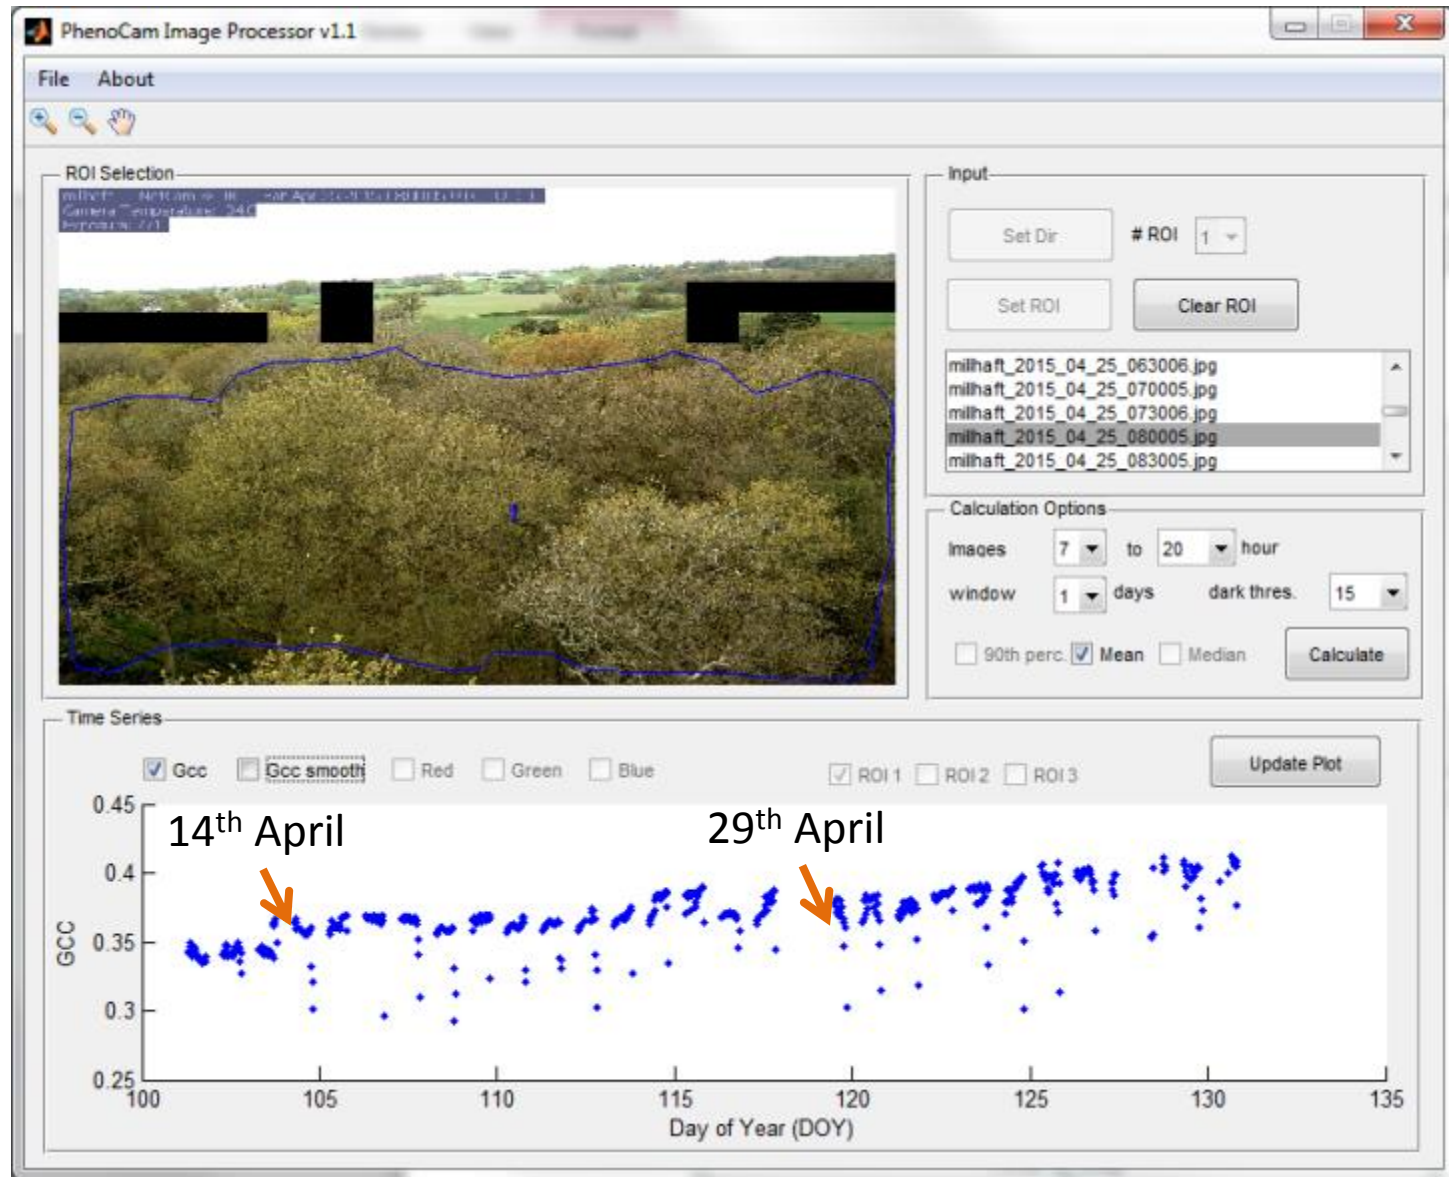 PhenoCam Image Processor v1.1
File About
ROI Selection
Camera Temperature: 34.0
Input
Set Dir # ROI 1
Set ROI Clear ROI
millhaft_2015_04_25_063006.jpg
millhaft_2015_04_25_070005.jpg
millhaft_2015_04_25_073006.jpg
millhaft_2015_04_25_080005.jpg
millhaft_2015_04_25_083005.jpg
Calculation Options
Images 7 to 20 hour
window 1 days dark thres. 15
90th perc. Mean Median Calculate
Time Series
Gcc Gcc smooth Red Green Blue ROI 1 ROI 2 ROI 3 Update Plot
14th April 29th April
0.45
0.4
0.35
0.3
0.25
GCC
100 105 110 115 120 125 130 135
Day of Year (DOY)